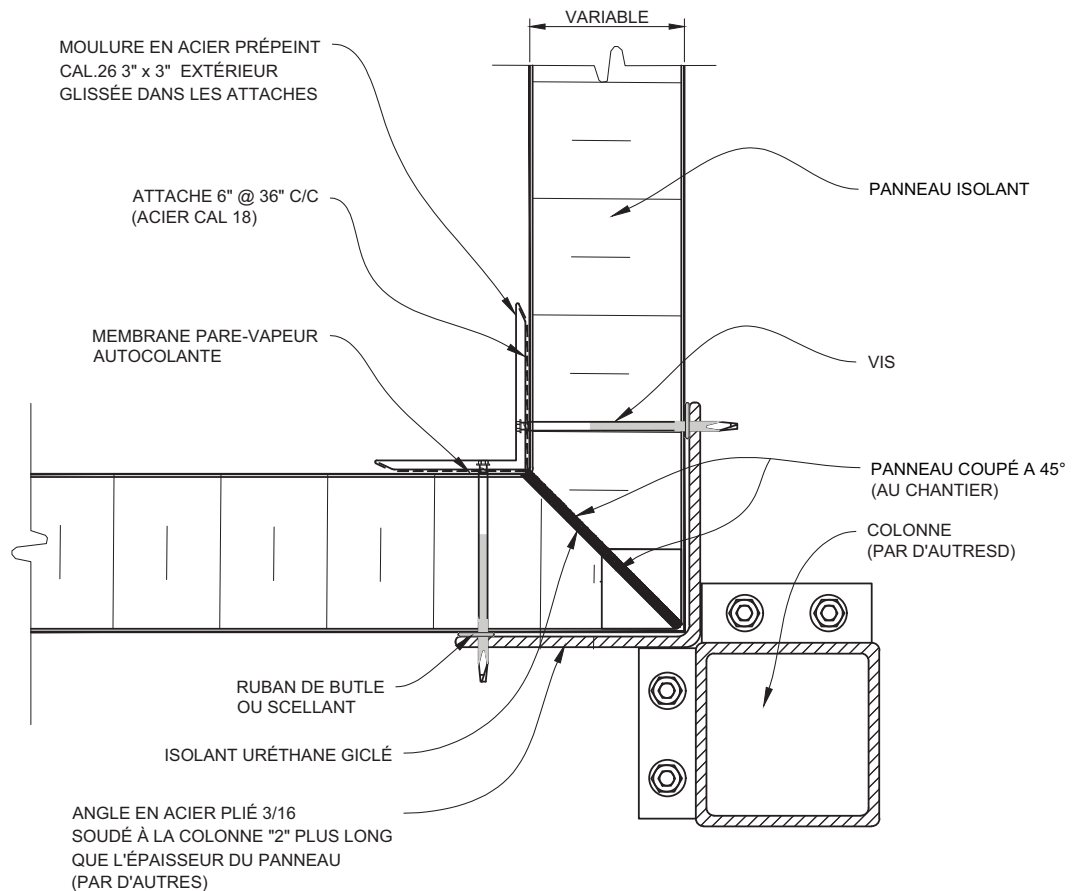 VARIABLE
MOULURE EN ACIER PRÉPEINT
CAL.26 3" x 3" EXTÉRIEUR
GLISSÉE DANS LES ATTACHES
ATTACHE 6" @ 36" C/C
(ACIER CAL 18)
MEMBRANE PARE-VAPEUR
AUTOCOLANTE
PANNEAU ISOLANT
VIS
PANNEAU COUPÉ A 45°
(AU CHANTIER)
COLONNE
(PAR D'AUTRESD)
RUBAN DE BUTLE
OU SCELLANT
ISOLANT URÉTHANE GICLÉ
ANGLE EN ACIER PLIÉ 3/16
SOUDÉ À LA COLONNE "2" PLUS LONG
QUE L'ÉPAISSEUR DU PANNEAU
(PAR D'AUTRES)